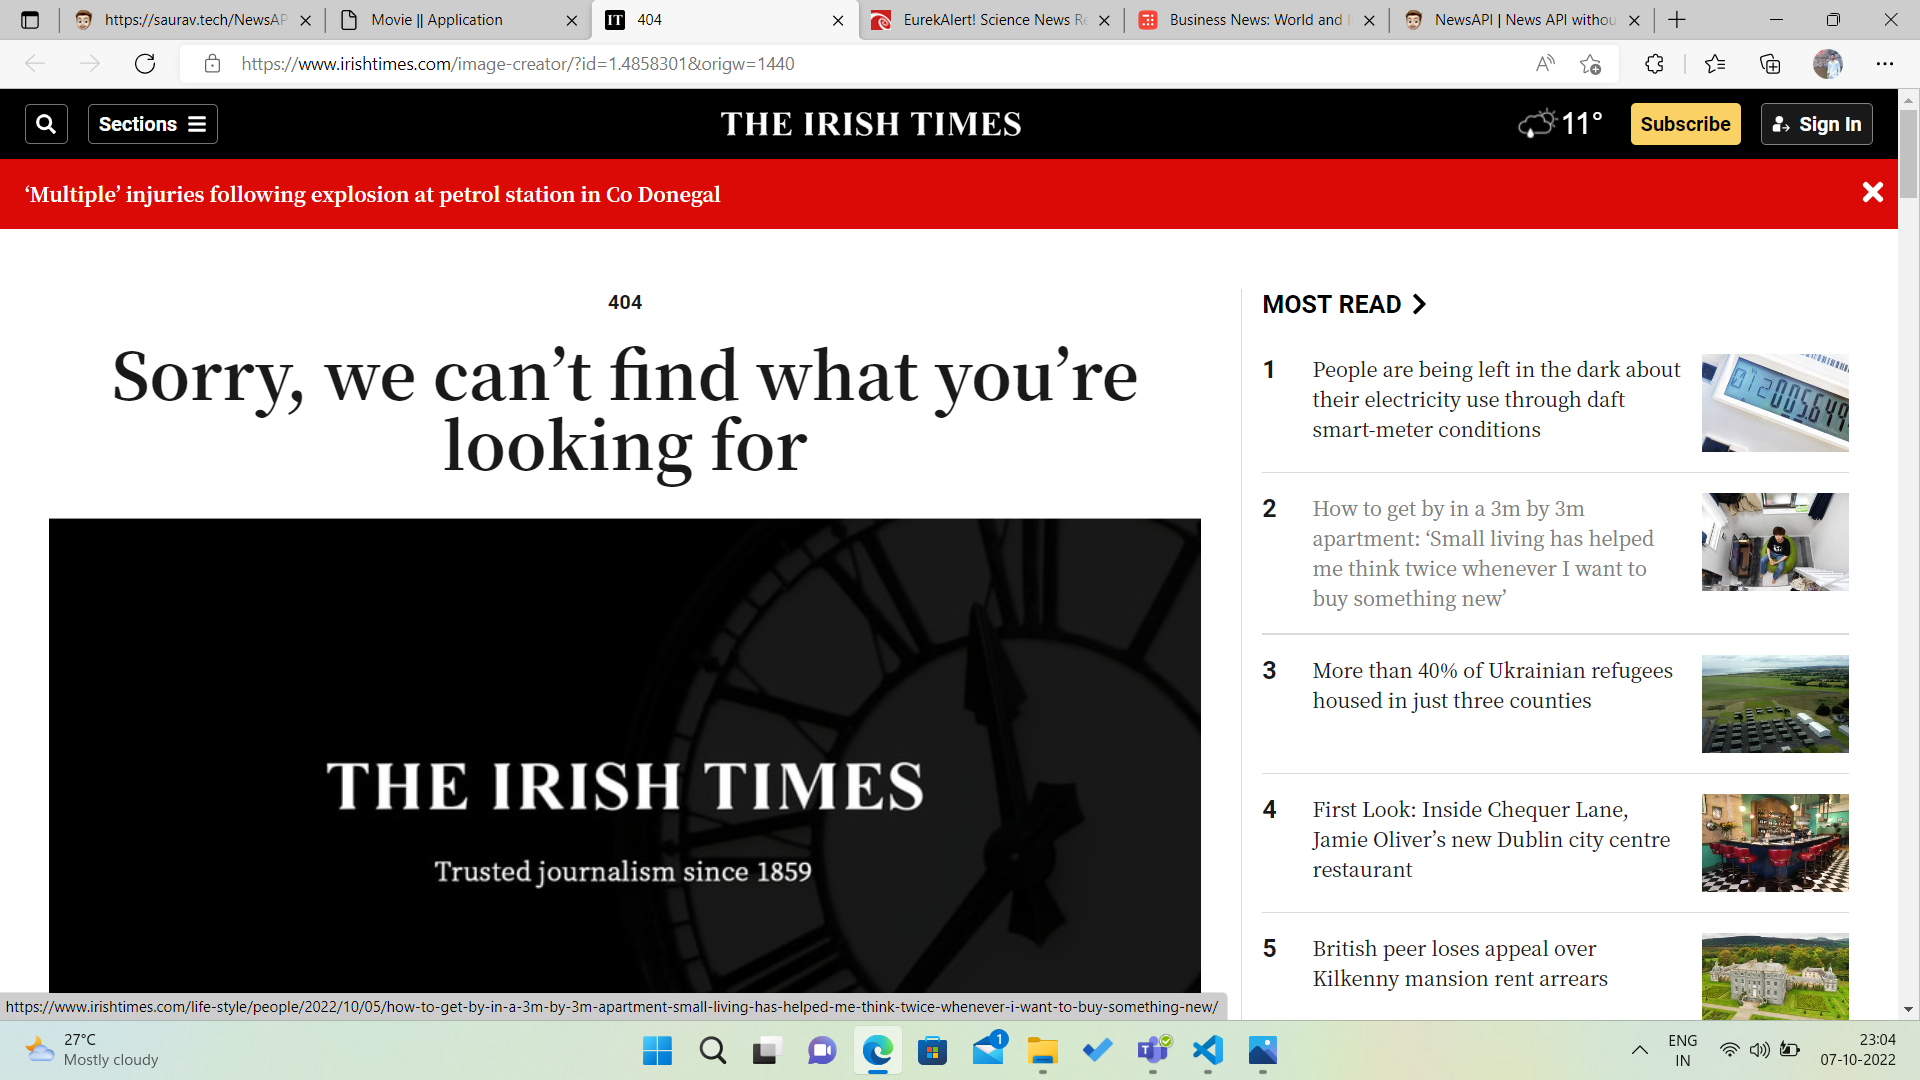 https://saurav.tech/NewsAP
Movie || Application
IT 404
EurekAlert! Science News Re
Business News: World and I
NewsAPI | News API withou
https://www.irishtimes.com/image-creator/?id=1.4858301&origw=1440
Sections
THE IRISH TIMES
11°
Subscribe
Sign In
‘Multiple’ injuries following explosion at petrol station in Co Donegal
404
Sorry, we can’t find what you’re
looking for
THE IRISH TIMES
Trusted journalism since 1859
MOST READ
1
People are being left in the dark about
their electricity use through daft
smart-meter conditions
2
How to get by in a 3m by 3m
apartment: ‘Small living has helped
me think twice whenever I want to
buy something new’
3
More than 40% of Ukrainian refugees
housed in just three counties
4
First Look: Inside Chequer Lane,
Jamie Oliver’s new Dublin city centre
restaurant
5
British peer loses appeal over
Kilkenny mansion rent arrears
https://www.irishtimes.com/life-style/people/2022/10/05/how-to-get-by-in-a-3m-by-3m-apartment-small-living-has-helped-me-think-twice-whenever-i-want-to-buy-something-new/
27°C
Mostly cloudy
1
ENG
IN
23:04
07-10-2022